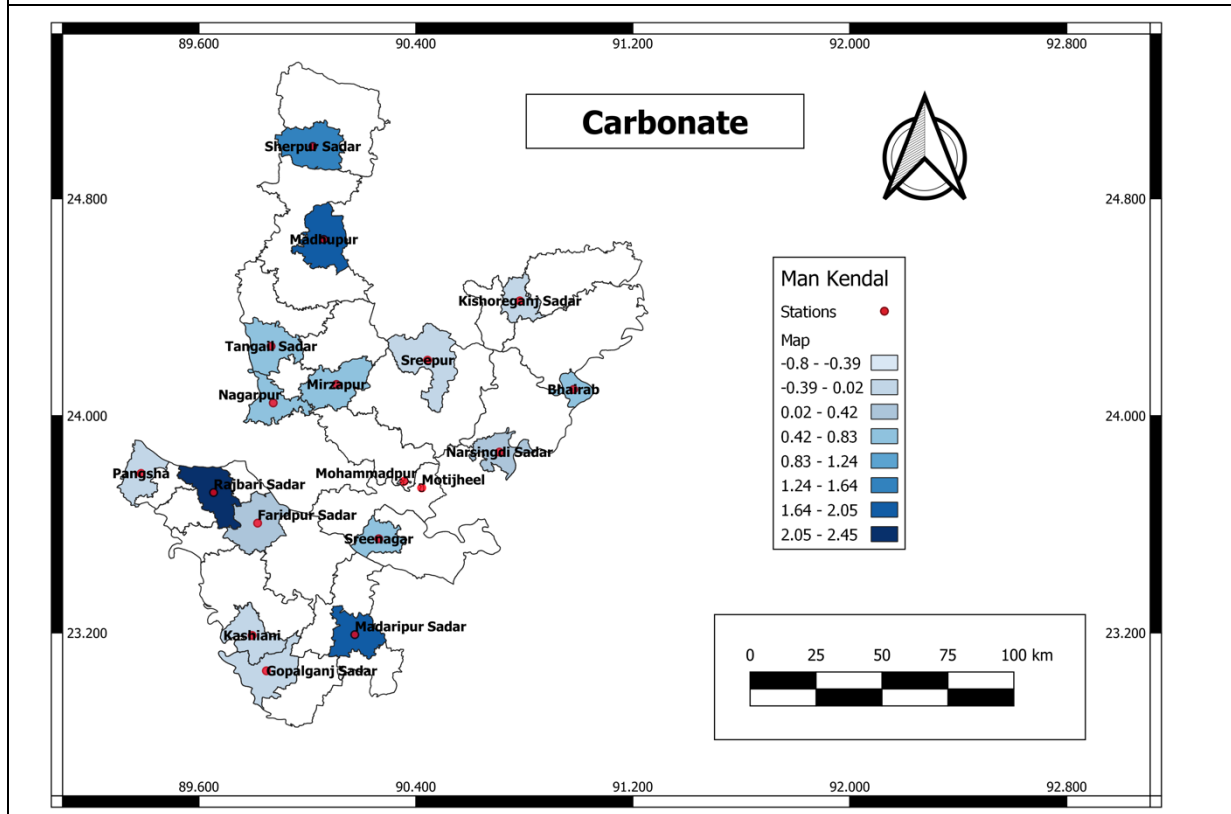 89.600 90.400 91.200 92.000 92.800
Carbonate
Sherpur Sadar
24.800 24.800
Madhupur
Man Kendal
Kishoreganj Sadar
Stations
Map
Tangail Sadar
Sreepur
-0.8 - -0.39
Mirzapur
-0.39 - 0.02
Bhairab
Nagarpur
0.02 - 0.42
24.000 24.000
0.42 - 0.83
Narsingdi Sadar
0.83 - 1.24
Pangsha
Mohammadpur
Motijheel
1.24 - 1.64
Rajbari Sadar
1.64 - 2.05
Faridpur Sadar
2.05 - 2.45
Sreenagar
Madaripur Sadar
23.200 23.200
Kashiani
0 25 50 75 100 km
Gopalganj Sadar
89.600 90.400 91.200 92.000 92.800